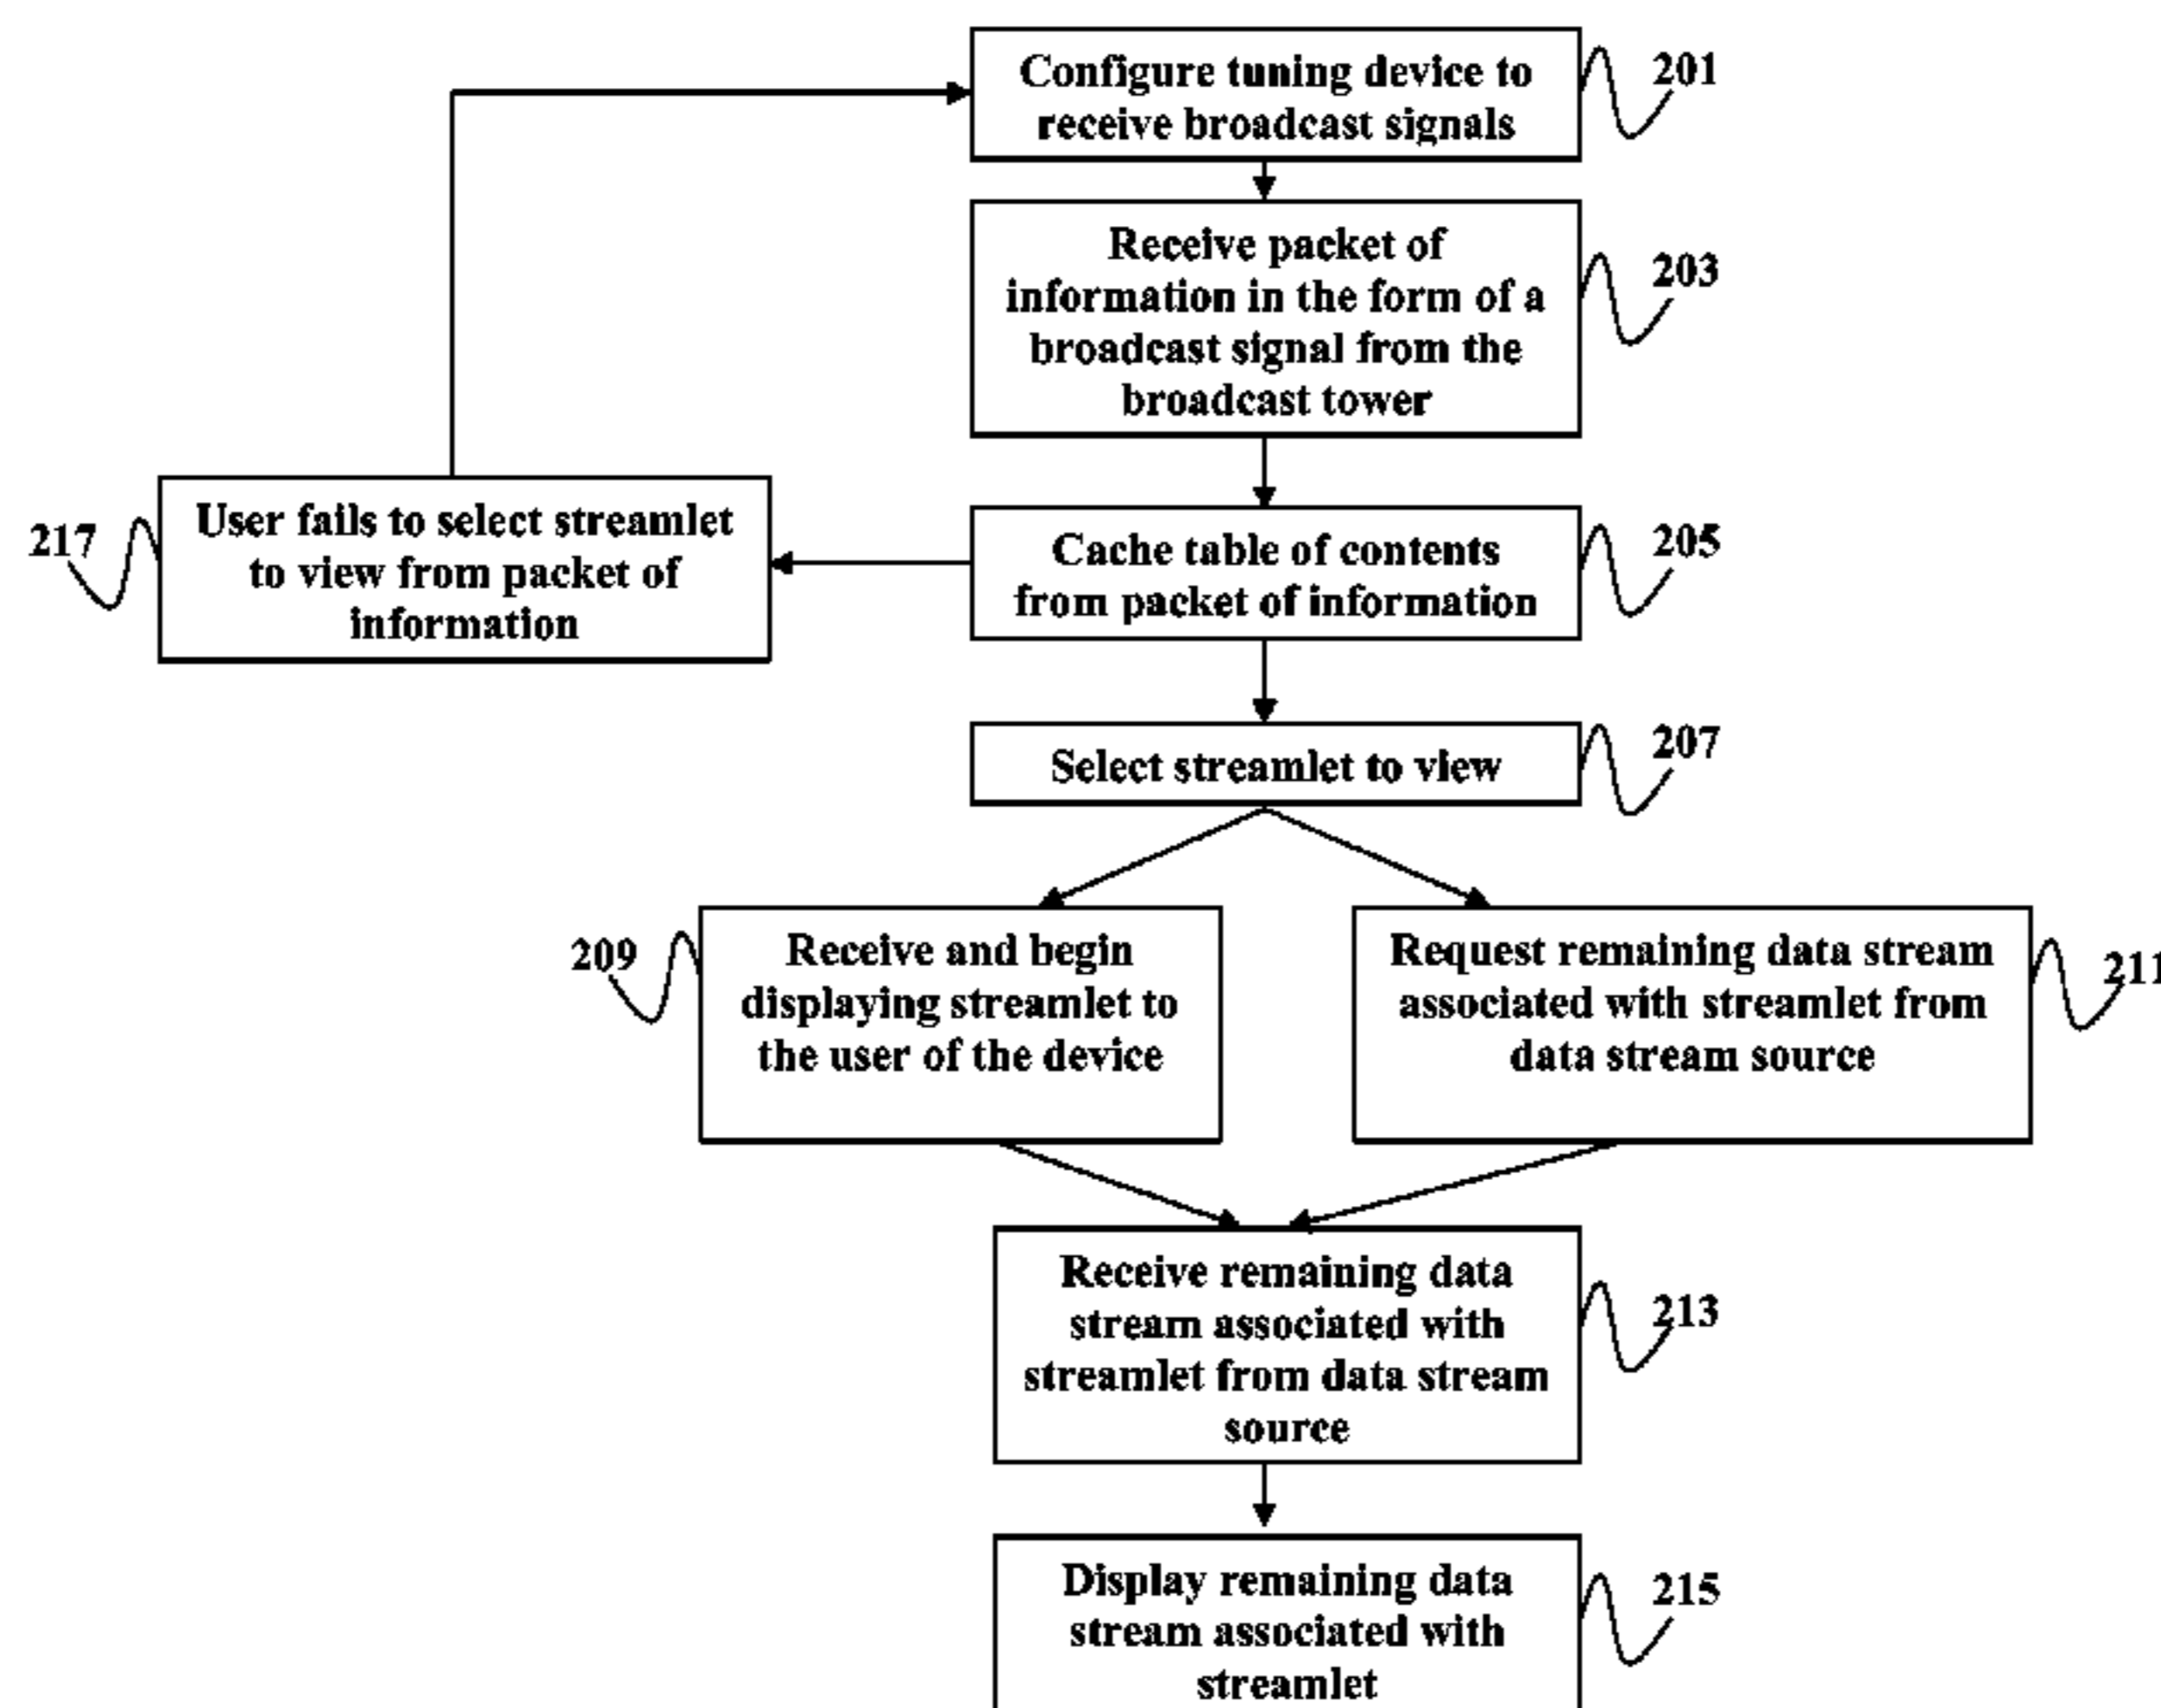 Configure tuning device to
receive broadcast signals
201
Receive packet of
information in the form of a
broadcast signal from the
broadcast tower
203
217
User fails to select streamlet
to view from packet of
information
Cache table of contents
from packet of information
205
Select streamlet to view
207
209
Receive and begin
displaying streamlet to
the user of the device
Request remaining data stream
associated with streamlet from
data stream source
211
Receive remaining data
stream associated with
streamlet from data stream
source
213
Display remaining data
stream associated with
streamlet
215